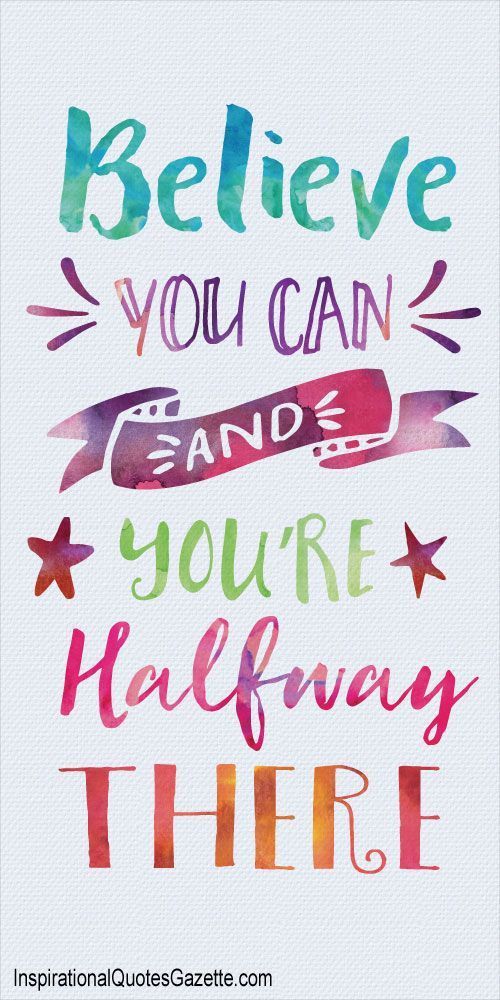 Believe
YOU CAN
AND
YOU'RE
Halfway
THERE
InspirationalQuotesGazette.com